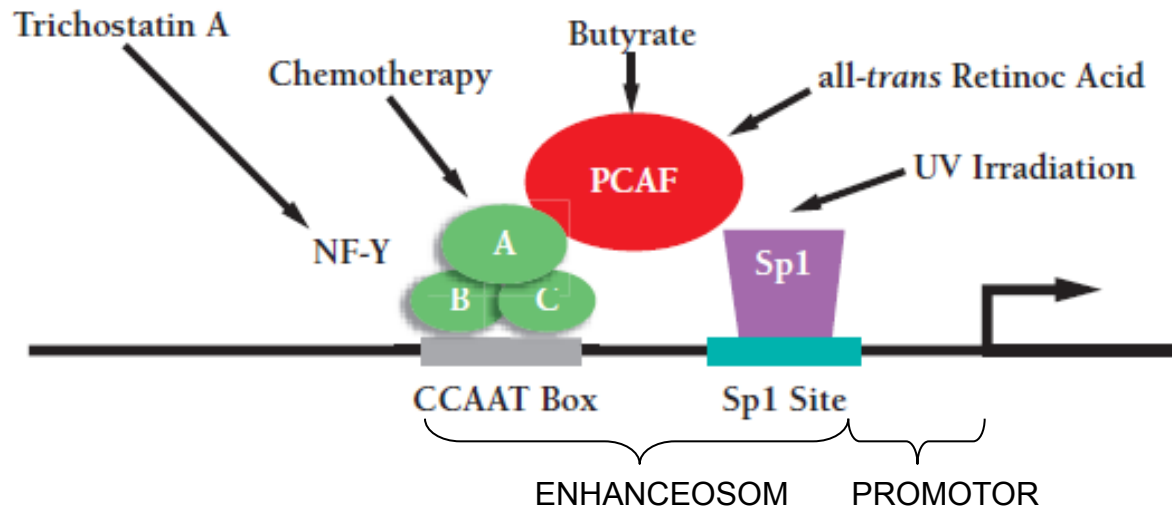 Trichostatin A
Chemotherapy
Butyrate
all-trans Retinoc Acid
UV Irradiation
PCAF
NF-Y
A
B
C
Sp1
CCAAT Box
Sp1 Site
ENHANCEOSOM
PROMOTOR